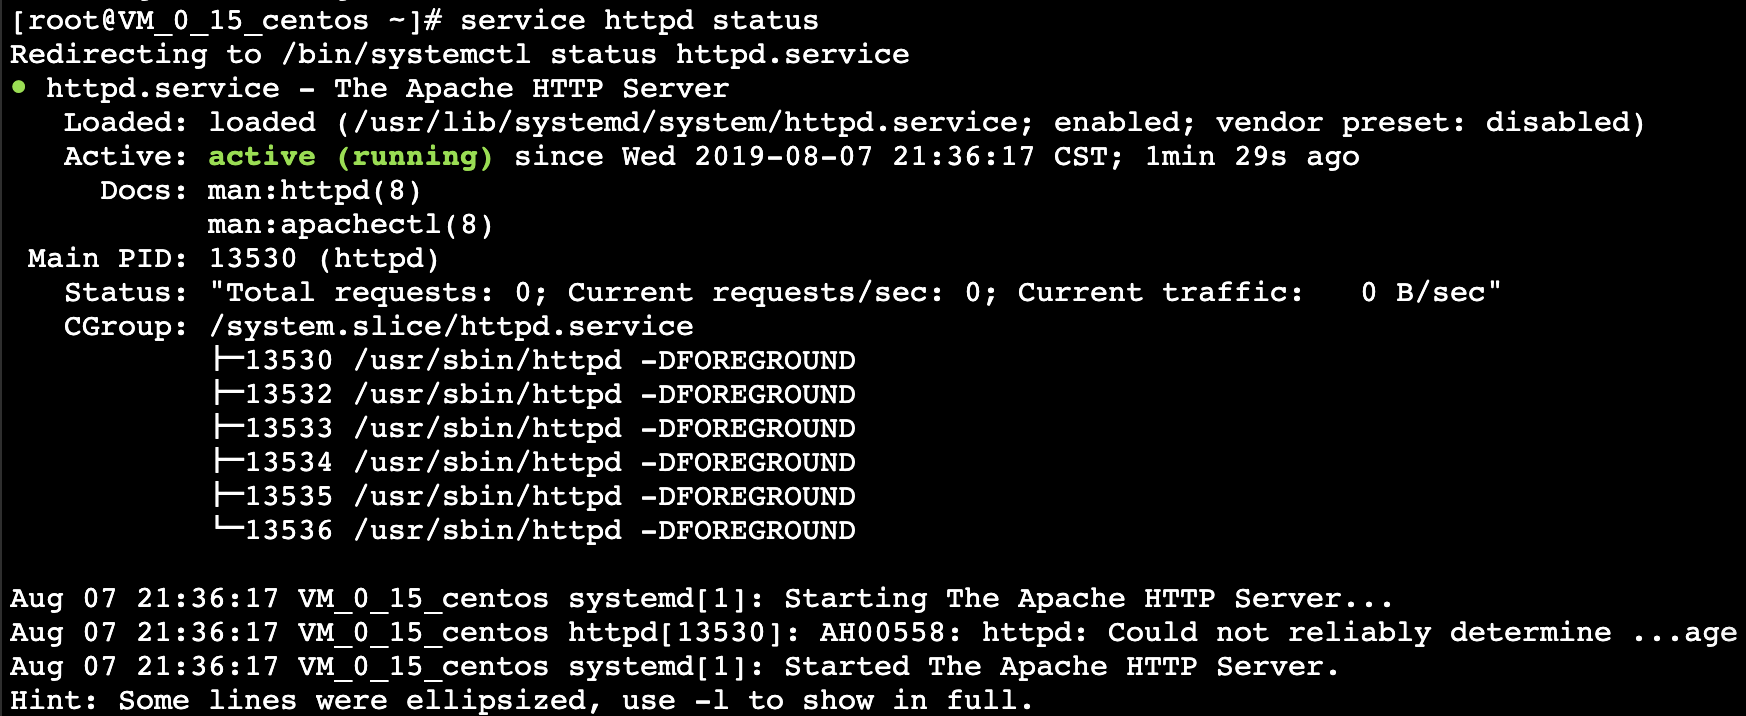 [root@VM_0_15_centos ~]# service httpd status
Redirecting to /bin/systemctl status httpd.service
● httpd.service - The Apache HTTP Server
   Loaded: loaded (/usr/lib/systemd/system/httpd.service; enabled; vendor preset: disabled)
   Active: active (running) since Wed 2019-08-07 21:36:17 CST; 1min 29s ago
     Docs: man:httpd(8)
           man:apachectl(8)
 Main PID: 13530 (httpd)
   Status: "Total requests: 0; Current requests/sec: 0; Current traffic:   0 B/sec"
   CGroup: /system.slice/httpd.service
           ├─13530 /usr/sbin/httpd -DFOREGROUND
           ├─13532 /usr/sbin/httpd -DFOREGROUND
           ├─13533 /usr/sbin/httpd -DFOREGROUND
           ├─13534 /usr/sbin/httpd -DFOREGROUND
           ├─13535 /usr/sbin/httpd -DFOREGROUND
           └─13536 /usr/sbin/httpd -DFOREGROUND

Aug 07 21:36:17 VM_0_15_centos systemd[1]: Starting The Apache HTTP Server...
Aug 07 21:36:17 VM_0_15_centos httpd[13530]: AH00558: httpd: Could not reliably determine ...age
Aug 07 21:36:17 VM_0_15_centos systemd[1]: Started The Apache HTTP Server.
Hint: Some lines were ellipsized, use -l to show in full.